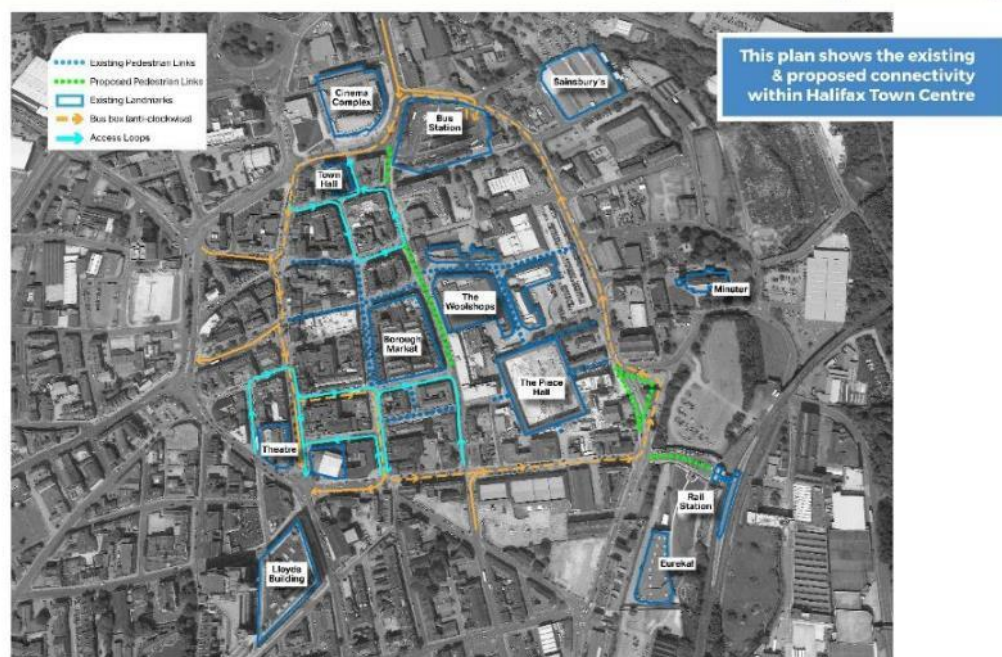 Existing Pedestrian Links
Proposed Pedestrian Links
Existing Landmarks
Bus box (anti-clockwise)
Access Loops
This plan shows the existing
& proposed connectivity
within Halifax Town Centre
Cinema
Complex
Sainsbury's
Bus
Station
Town
Hall
The
Woolshops
Minster
Borough
Market
The Piece
Hall
Theatre
Rail
Station
Eureka!
Lloyds
Building